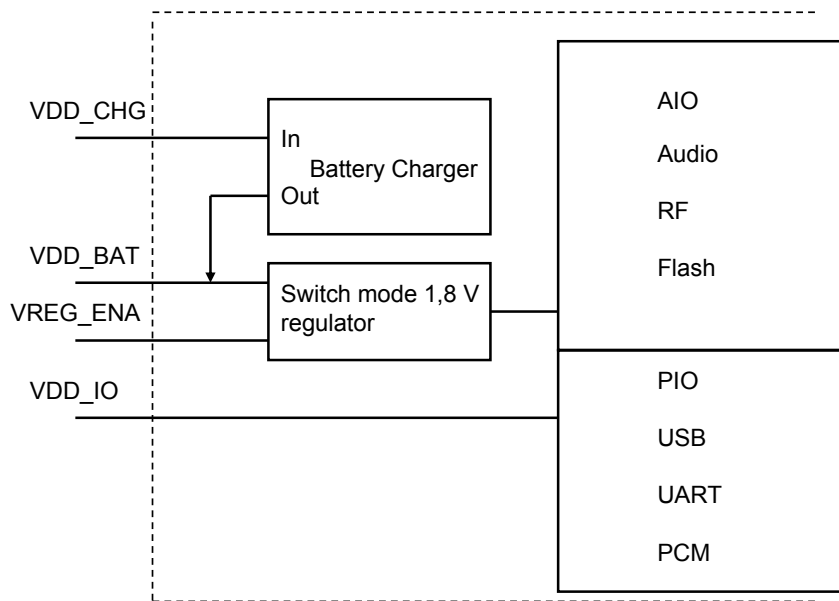 VDD_CHG
In
Battery Charger
Out
VDD_BAT
Switch mode 1,8 V
regulator
VREG_ENA
VDD_IO
AIO
Audio
RF
Flash
PIO
USB
UART
PCM